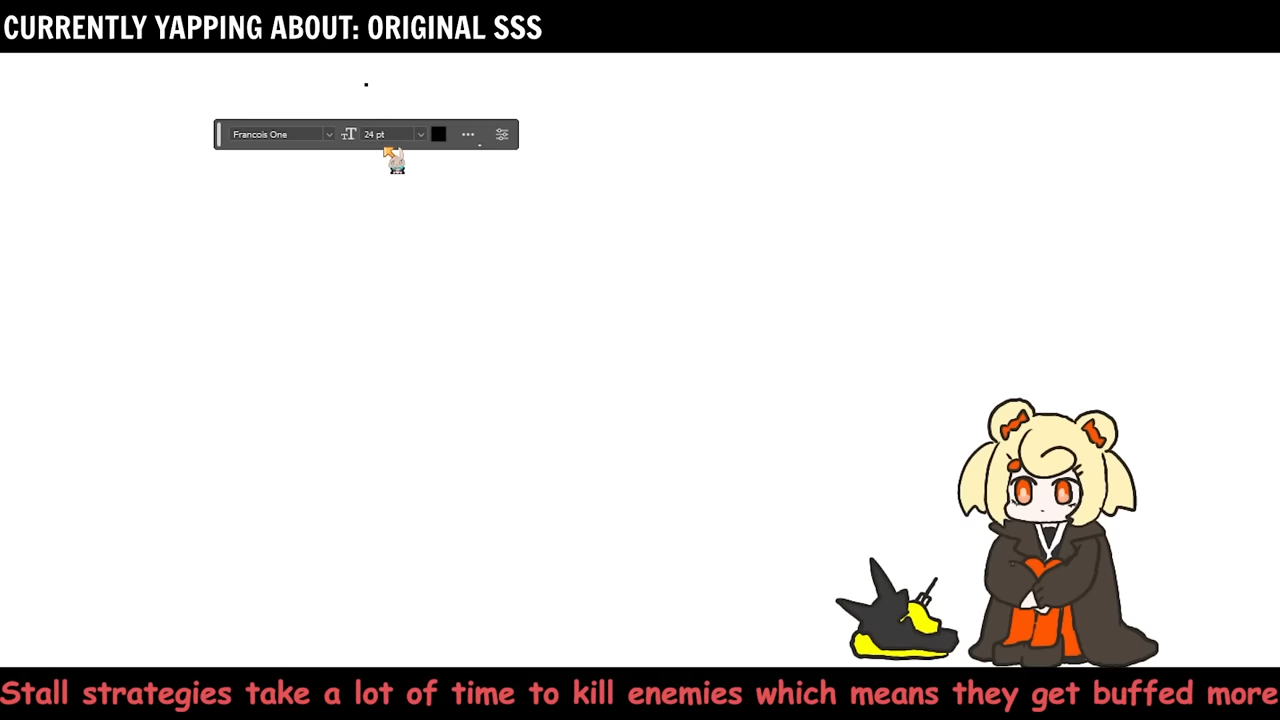 CURRENTLY YAPPING ABOUT: ORIGINAL SSS
Francois One
24 pt
Stall strategies take a lot of time to kill enemies which means they get buffed more